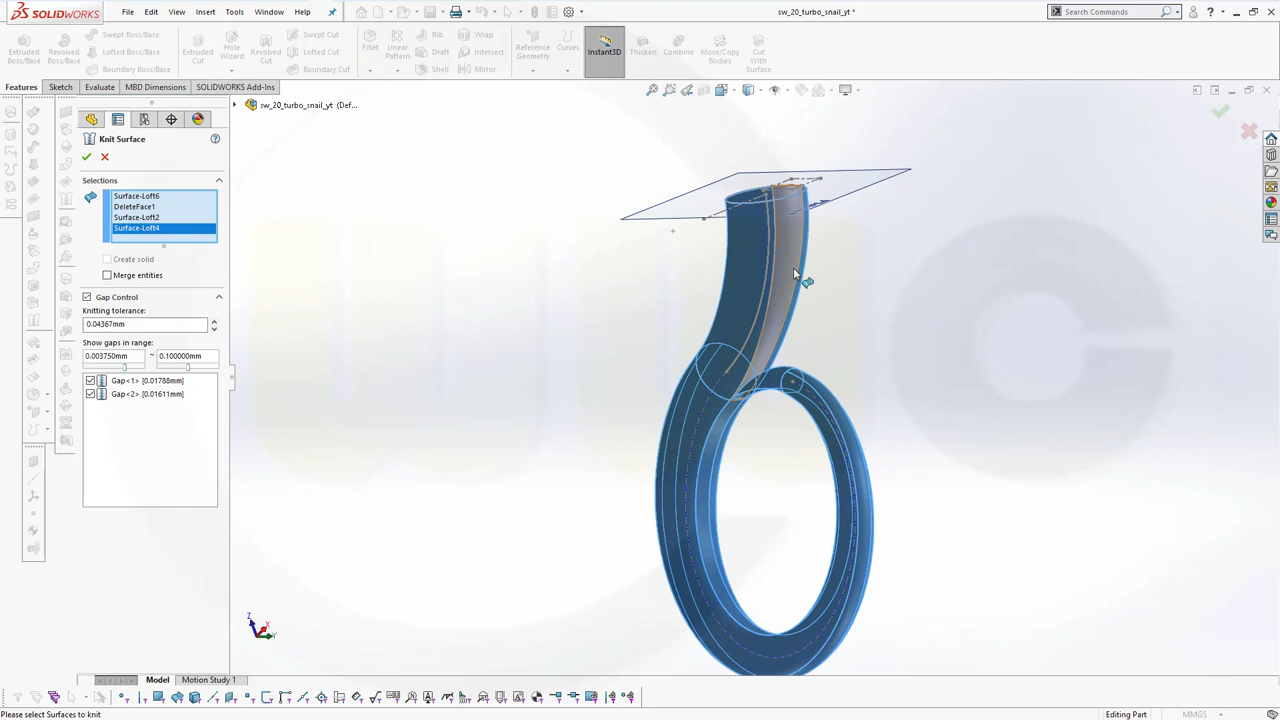 SOLIDWORKS
File
Edit
View
Insert
Tools
Window
Help
sw_20_turbo_snail_yt *
Search Commands
Extruded Boss/Base
Revolved Boss/Base
Swept Boss/Base
Lofted Boss/Base
Boundary Boss/Base
Extruded Cut
Hole Wizard
Revolved Cut
Swept Cut
Lofted Cut
Boundary Cut
Fillet
Linear Pattern
Rib
Draft
Shell
Wrap
Intersect
Mirror
Reference Geometry
Curves
Instant3D
Thicken
Combine
Move/Copy Bodies
Cut With Surface
Features
Sketch
Evaluate
MBD Dimensions
SOLIDWORKS Add-Ins
sw_20_turbo_snail_yt (Def...
Knit Surface
Selections
Surface-Loft6
DeleteFace1
Surface-Loft2
Surface-Loft4
Create solid
Merge entities
Gap Control
Knitting tolerance:
0.04367mm
Show gaps in range:
0.003750mm ~ 0.100000mm
Gap<1> [0.01788mm]
Gap<2> [0.01611mm]
Z
X
Y
Model
Motion Study 1
Please select Surfaces to knit
Editing Part
MMGS